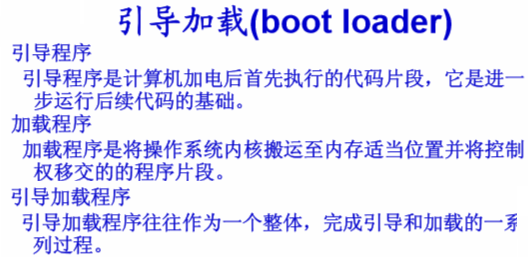 引导加载(boot loader)
引导程序
引导程序是计算机加电后首先执行的代码片段，它是进一
步运行后续代码的基础。
加载程序
加载程序是将操作系统内核搬运至内存适当位置并将控制
权移交的的程序片段。
引导加载程序
引导加载程序往往作为一个整体，完成引导和加载的一系
列过程。